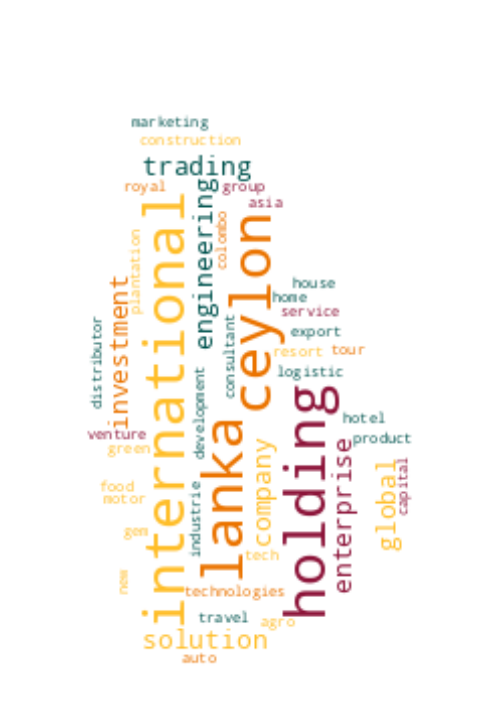 marketing
construction
trading
royal
group
asia
international
engineering
colombo
ceylon
plantation
investment
house
home
service
distributor
consultant
export
resort
tour
logistic
development
holding
hotel
lanka
venture
product
green
company
enterprise
global
capital
food
motor
industrie
gem
tech
new
technologies
travel
agro
solution
auto